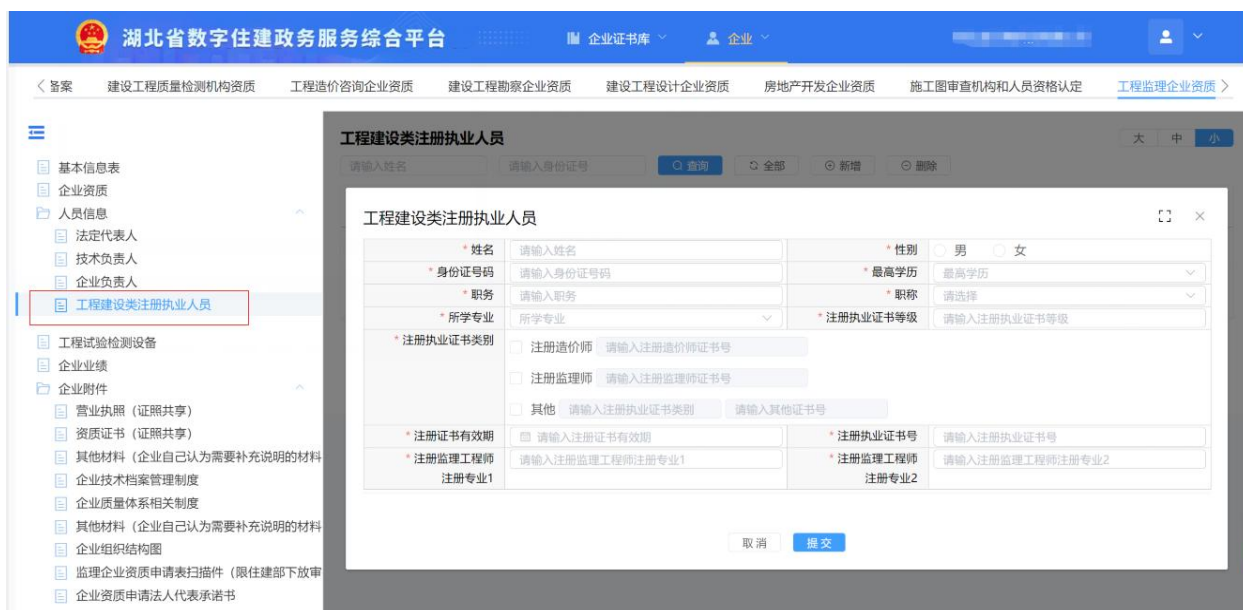 湖北省数字住建政务服务综合平台 企业证书库 企业
备案 建设工程质量检测机构资质 工程造价咨询企业资质 建设工程勘察企业资质 建设工程设计企业资质 房地产开发企业资质 施工图审查机构和人员资格认定 工程监理企业资质
基本信息表
企业资质
人员信息
法定代表人
技术负责人
企业负责人
工程建设类注册执业人员
工程试验检测设备
企业业绩
企业附件
营业执照（证照共享）
资质证书（证照共享）
其他材料（企业自己认为需要补充说明的材料
企业技术档案管理制度
企业质量体系相关制度
其他材料（企业自己认为需要补充说明的材料
企业组织结构图
监理企业资质申请表扫描件（限住建部下放审
企业资质申请法人代表承诺书
工程建设类注册执业人员 大 中 小
请输入姓名 请输入身份证号 查询 全部 新增 删除
工程建设类注册执业人员
* 姓名 请输入姓名 * 性别 男 女
* 身份证号码 请输入身份证号码 * 最高学历 最高学历
* 职务 请输入职务 * 职称 请选择
* 所学专业 所学专业 * 注册执业证书等级 请输入注册执业证书等级
* 注册执业证书类别 注册造价师 请输入注册造价师证书号
注册监理师 请输入注册监理师证书号
其他 请输入注册执业证书类别 请输入其他证书号
* 注册证书有效期 请输入注册证书有效期 * 注册执业证书号 请输入注册执业证书号
* 注册监理工程师 请输入注册监理工程师注册专业1 * 注册监理工程师 请输入注册监理工程师注册专业2
注册专业1 注册专业2
取消 提交